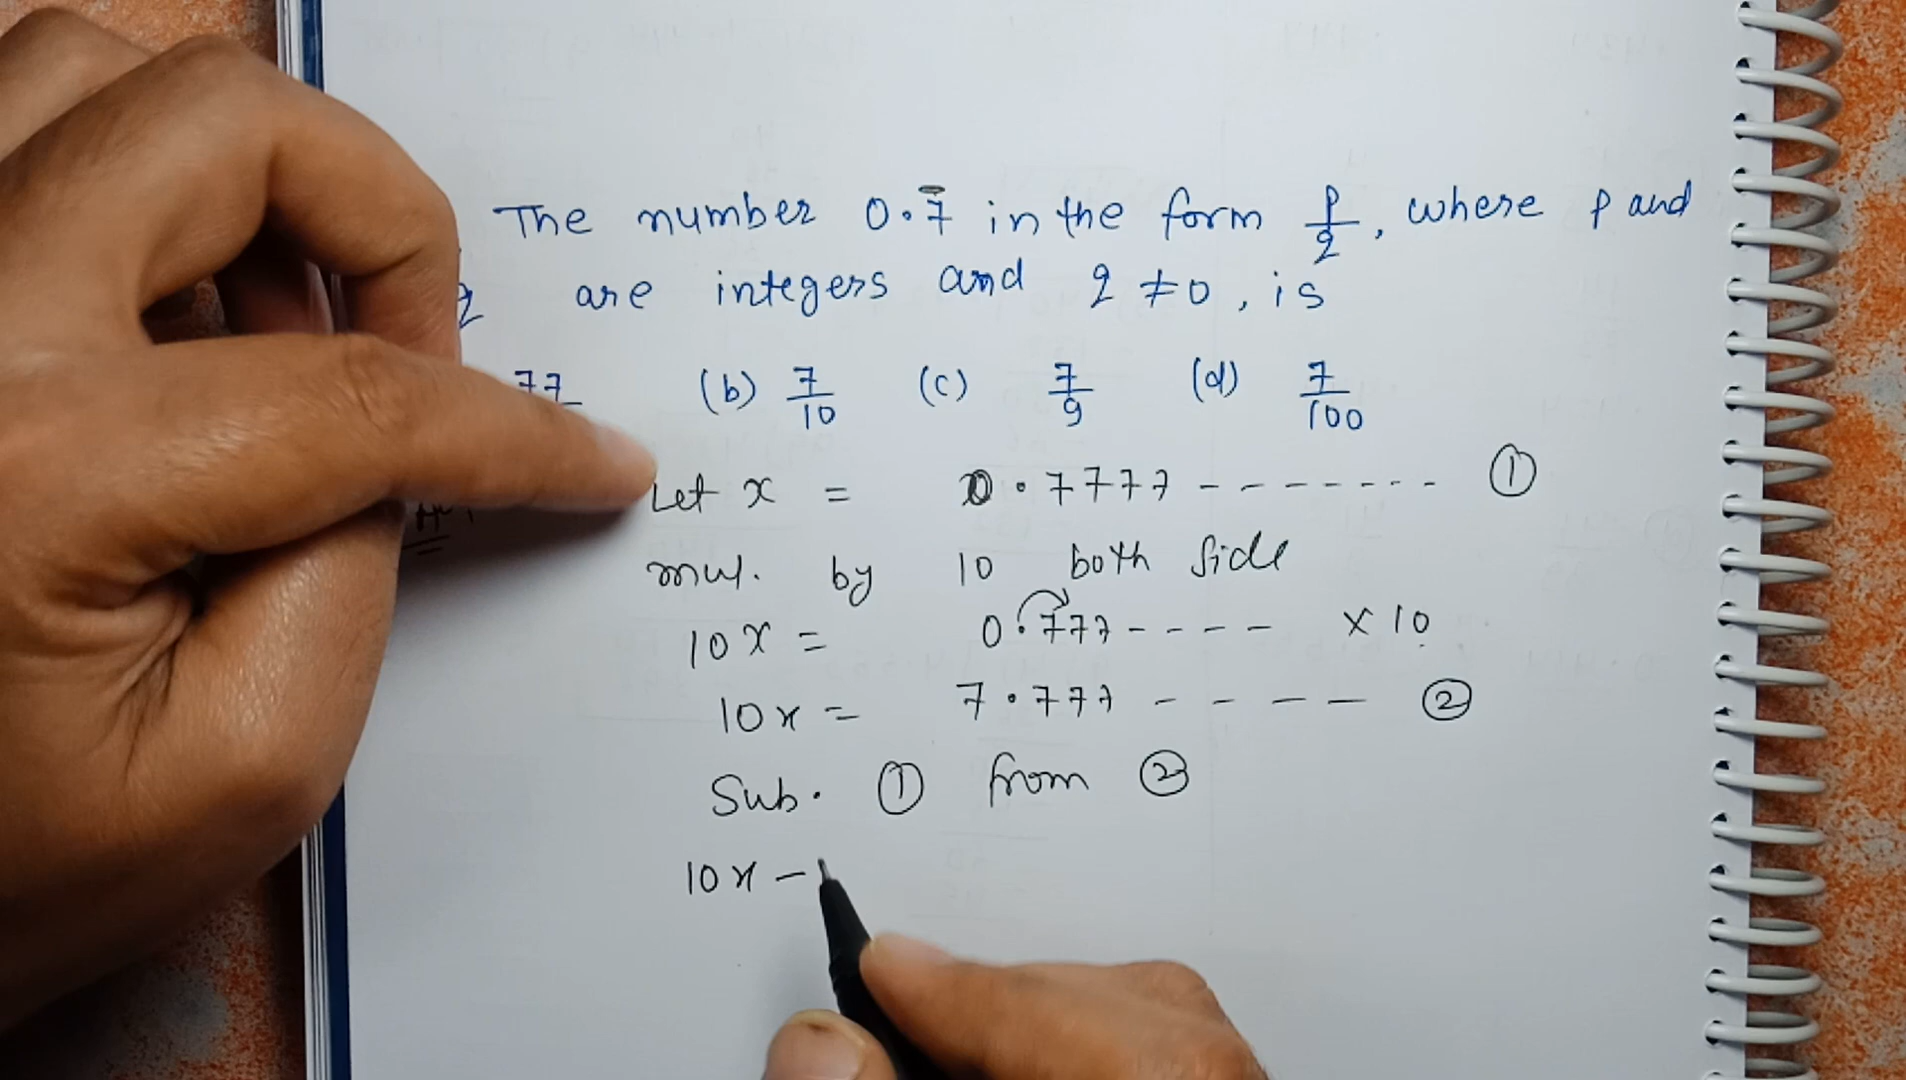 The number 0.7̅ in the form p/q, where p and
q are integers and q ≠ 0, is
77 (b) 7/10 (c) 7/9 (d) 7/100
Let x = 0.7777 - - - - - - - ①
mul. by 10 both side
10x = 0.777 - - - - × 10
10x = 7.777 - - - - ②
Sub. ① from ②
10x -